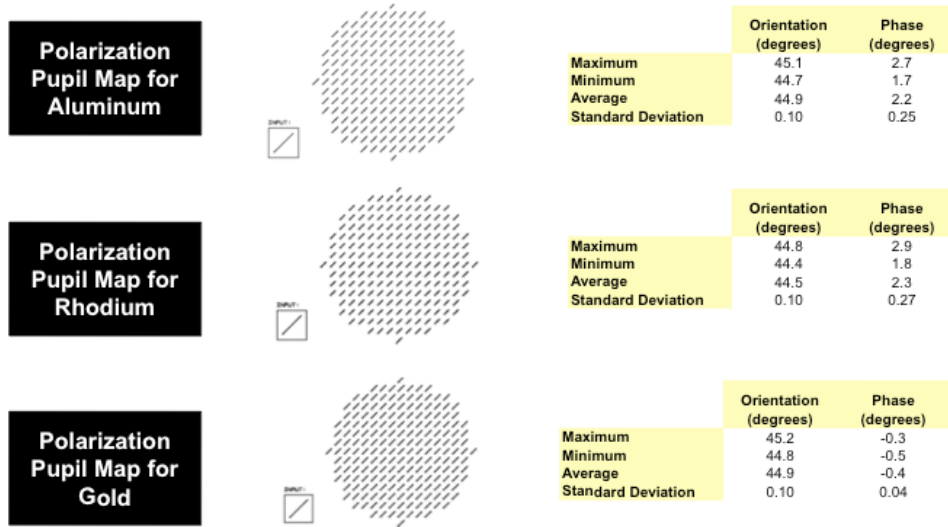 Polarization
Pupil Map for
Aluminum
INPUT:
Orientation Phase
(degrees) (degrees)
Maximum 45.1 2.7
Minimum 44.7 1.7
Average 44.9 2.2
Standard Deviation 0.10 0.25
Polarization
Pupil Map for
Rhodium
INPUT:
Orientation Phase
(degrees) (degrees)
Maximum 44.8 2.9
Minimum 44.4 1.8
Average 44.5 2.3
Standard Deviation 0.10 0.27
Polarization
Pupil Map for
Gold
INPUT:
Orientation Phase
(degrees) (degrees)
Maximum 45.2 -0.3
Minimum 44.8 -0.5
Average 44.9 -0.4
Standard Deviation 0.10 0.04